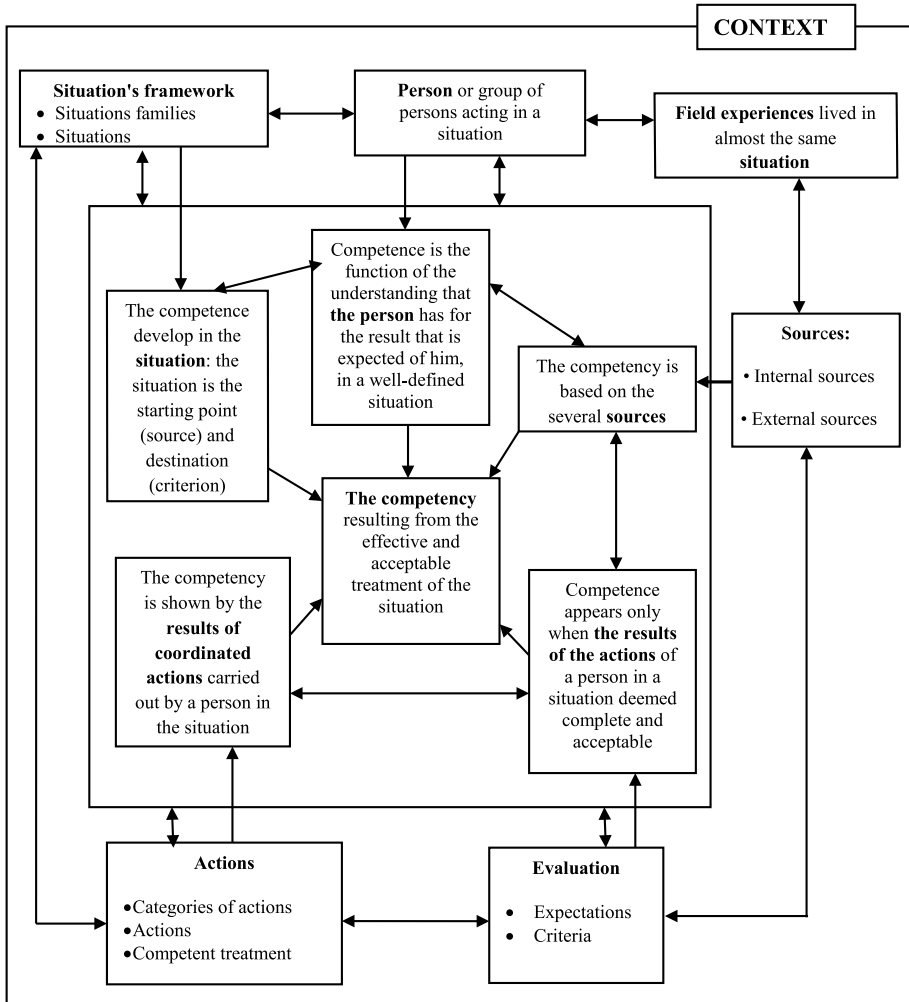 CONTEXT
Situation's framework
• Situations families
• Situations
Person or group of
persons acting in a
situation
Field experiences lived in
almost the same
situation
Competence is the
function of the
understanding that
the person has for
the result that is
expected of him,
in a well-defined
situation
The competence
develop in the
situation: the
situation is the
starting point
(source) and
destination
(criterion)
The competency is
based on the
several sources
Sources:
• Internal sources
• External sources
The competency
resulting from the
effective and
acceptable
treatment of the
situation
The competency
is shown by the
results of
coordinated
actions carried
out by a person in
the situation
Competence
appears only
when the results
of the actions of
a person in a
situation deemed
complete and
acceptable
Actions
•Categories of actions
•Actions
•Competent treatment
Evaluation
• Expectations
• Criteria